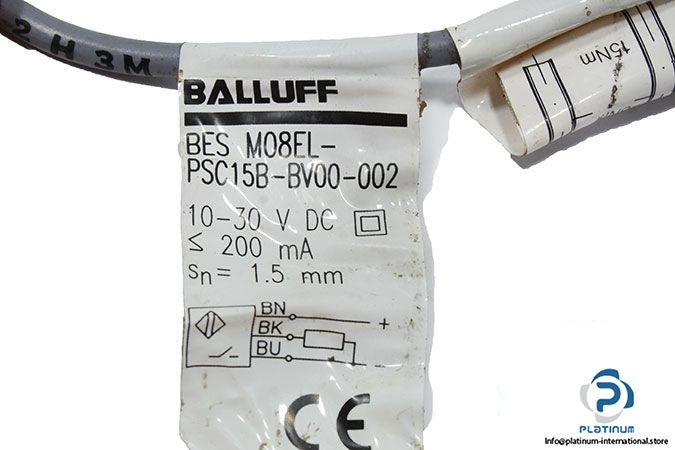 2 H 3M
BALLUFF
BES M08EL-
PSC15B-BV00-002
10-30 V DC
≤ 200 mA
sn= 1.5 mm
BN
BK
BU
+
-
CE
15Nm
PLATINUM
Info@platinum-international.store